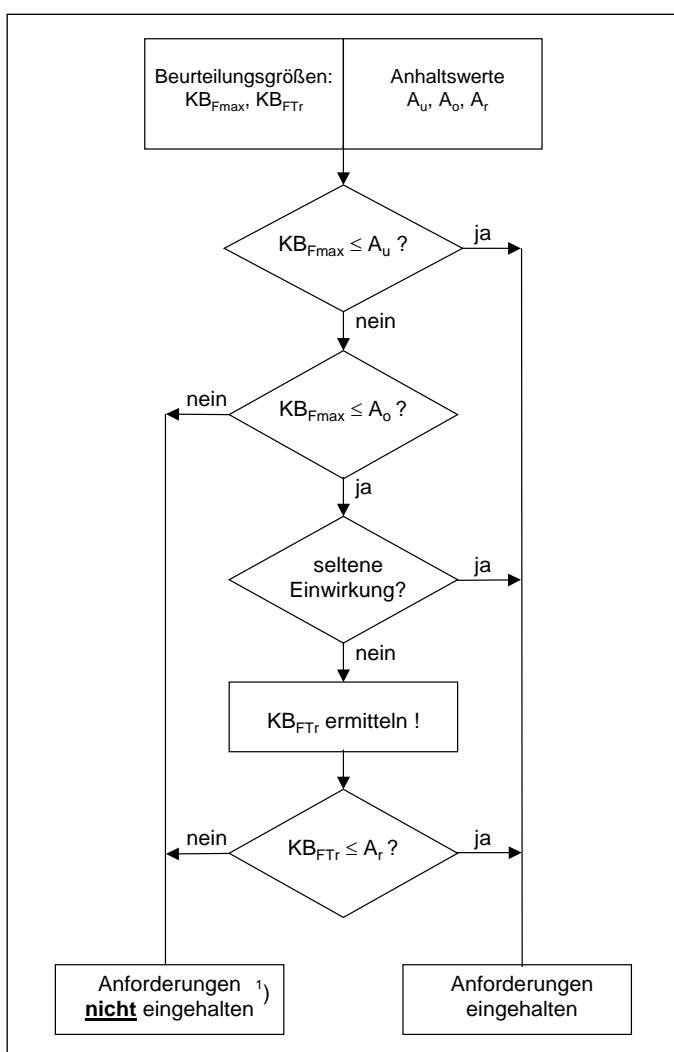 Beurteilungsgrößen:
KB_Fmax, KB_FTr
Anhaltswerte
A_u, A_o, A_r
KB_Fmax ≤ A_u ?
ja
nein
nein
KB_Fmax ≤ A_o ?
ja
seltene
Einwirkung?
ja
nein
KB_FTr ermitteln !
nein
KB_FTr ≤ A_r ?
ja
Anforderungen ¹)
nicht eingehalten
Anforderungen
eingehalten